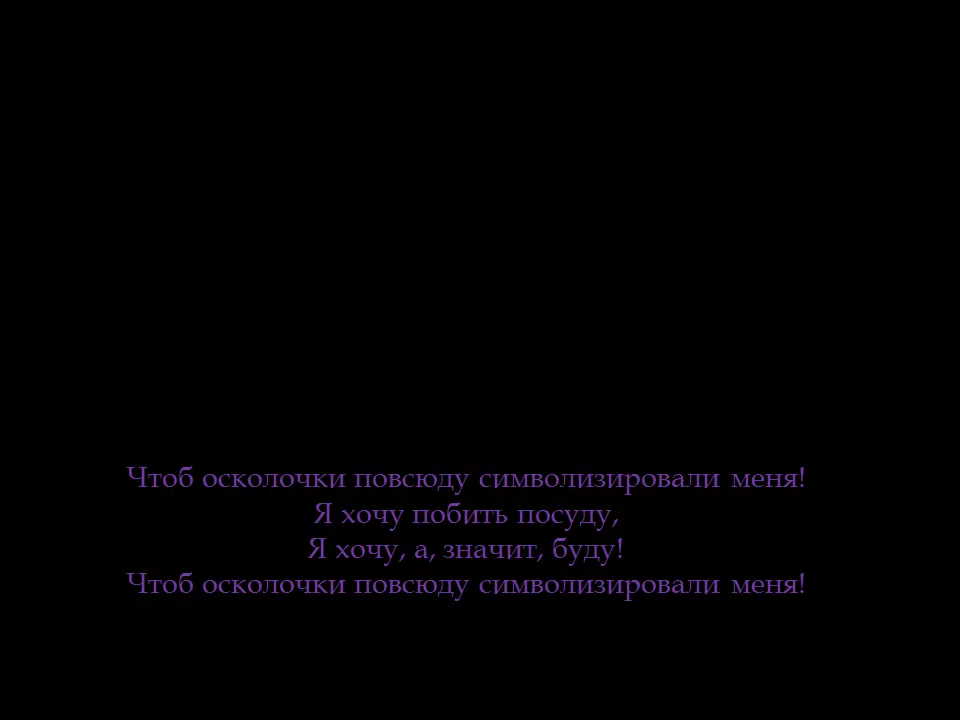 Чтоб осколочки повсюду символизировали меня!
Я хочу побить посуду,
Я хочу, а, значит, буду!
Чтоб осколочки повсюду символизировали меня!